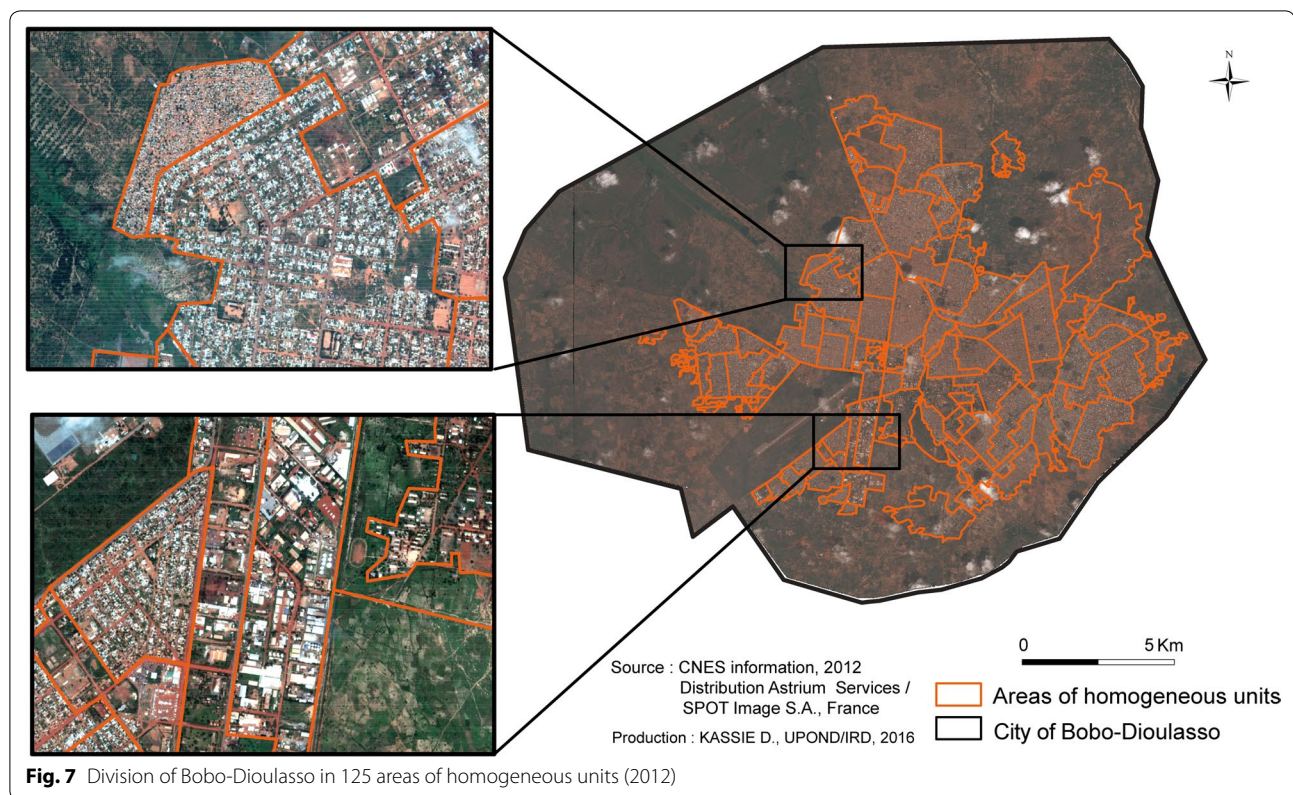 N
0 5 Km
Source : CNES information, 2012
Distribution Astrium Services /
SPOT Image S.A., France
Production : KASSIE D., UPOND/IRD, 2016
Areas of homogeneous units
City of Bobo-Dioulasso
Fig. 7 Division of Bobo-Dioulasso in 125 areas of homogeneous units (2012)